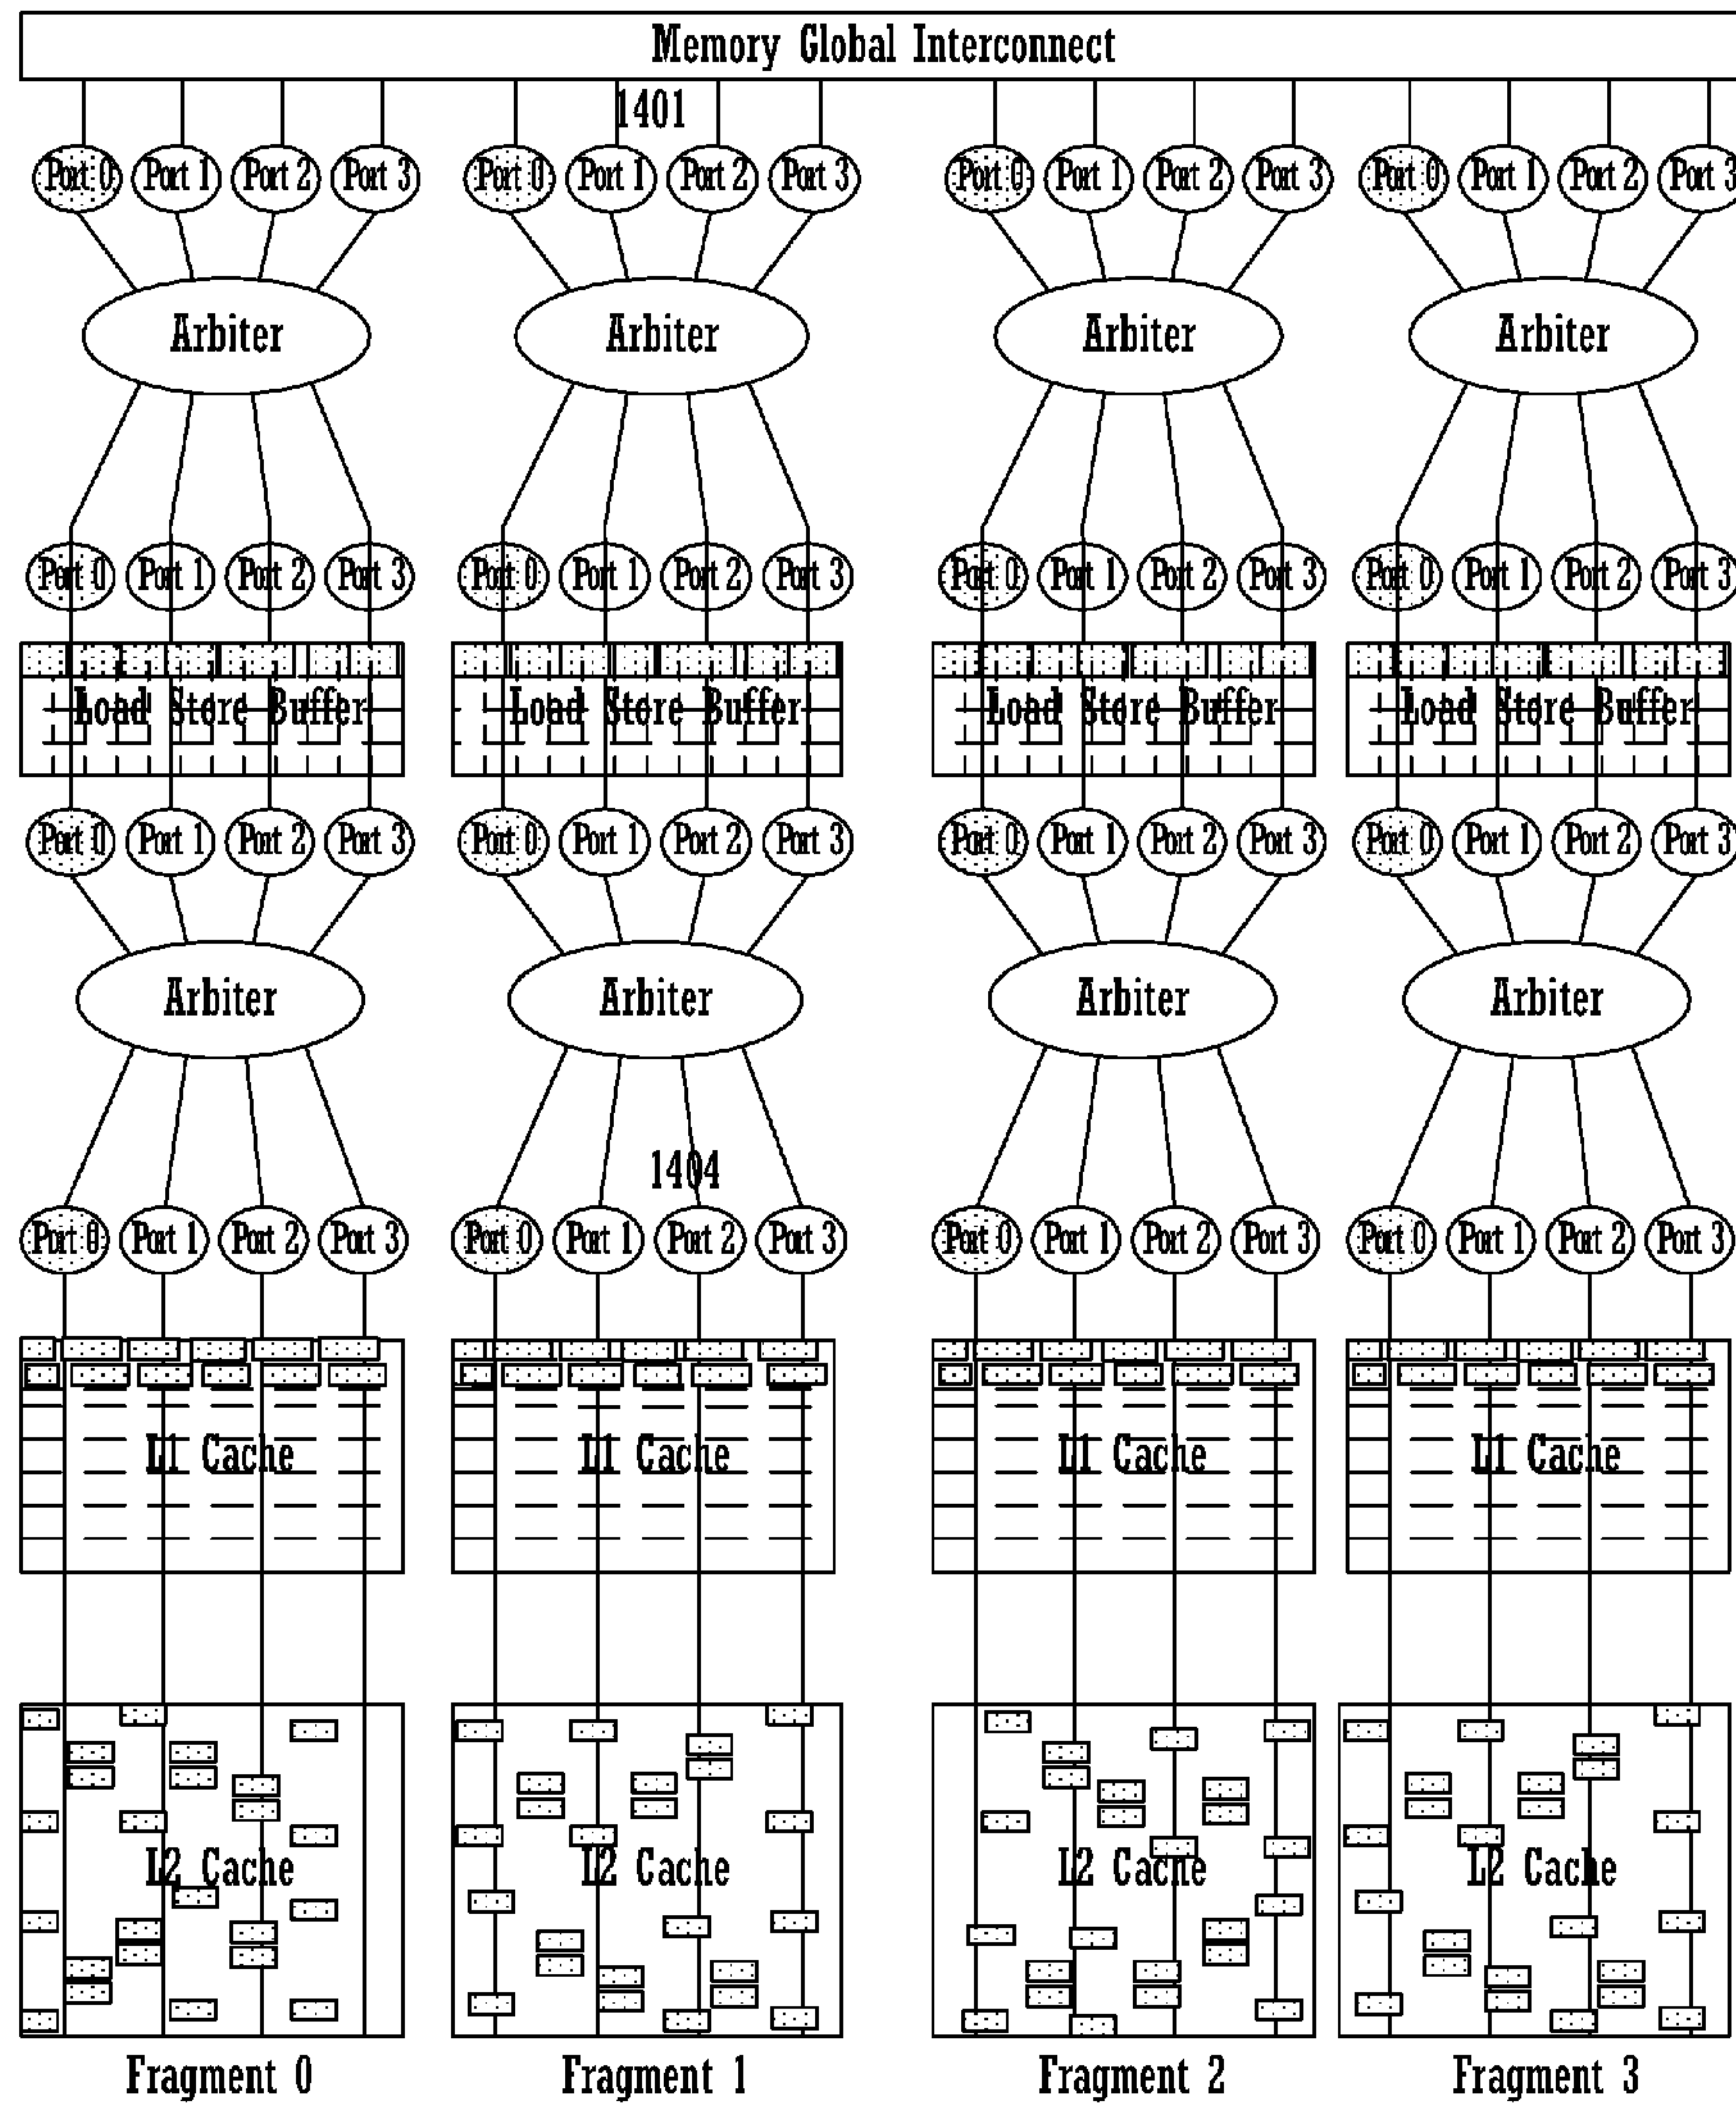 Memory Global Interconnect
1401
Port 0 Port 1 Port 2 Port 3 Port 0 Port 1 Port 2 Port 3 Port 0 Port 1 Port 2 Port 3 Port 0 Port 1 Port 2 Port 3
Arbiter Arbiter Arbiter Arbiter
Port 0 Port 1 Port 2 Port 3 Port 0 Port 1 Port 2 Port 3 Port 0 Port 1 Port 2 Port 3 Port 0 Port 1 Port 2 Port 3
Load Store Buffer Load Store Buffer Load Store Buffer Load Store Buffer
Port 0 Port 1 Port 2 Port 3 Port 0 Port 1 Port 2 Port 3 Port 0 Port 1 Port 2 Port 3 Port 0 Port 1 Port 2 Port 3
Arbiter Arbiter Arbiter Arbiter
1404
Port 0 Port 1 Port 2 Port 3 Port 0 Port 1 Port 2 Port 3 Port 0 Port 1 Port 2 Port 3 Port 0 Port 1 Port 2 Port 3
L1 Cache L1 Cache L1 Cache L1 Cache
L2 Cache L2 Cache L2 Cache L2 Cache
Fragment 0 Fragment 1 Fragment 2 Fragment 3